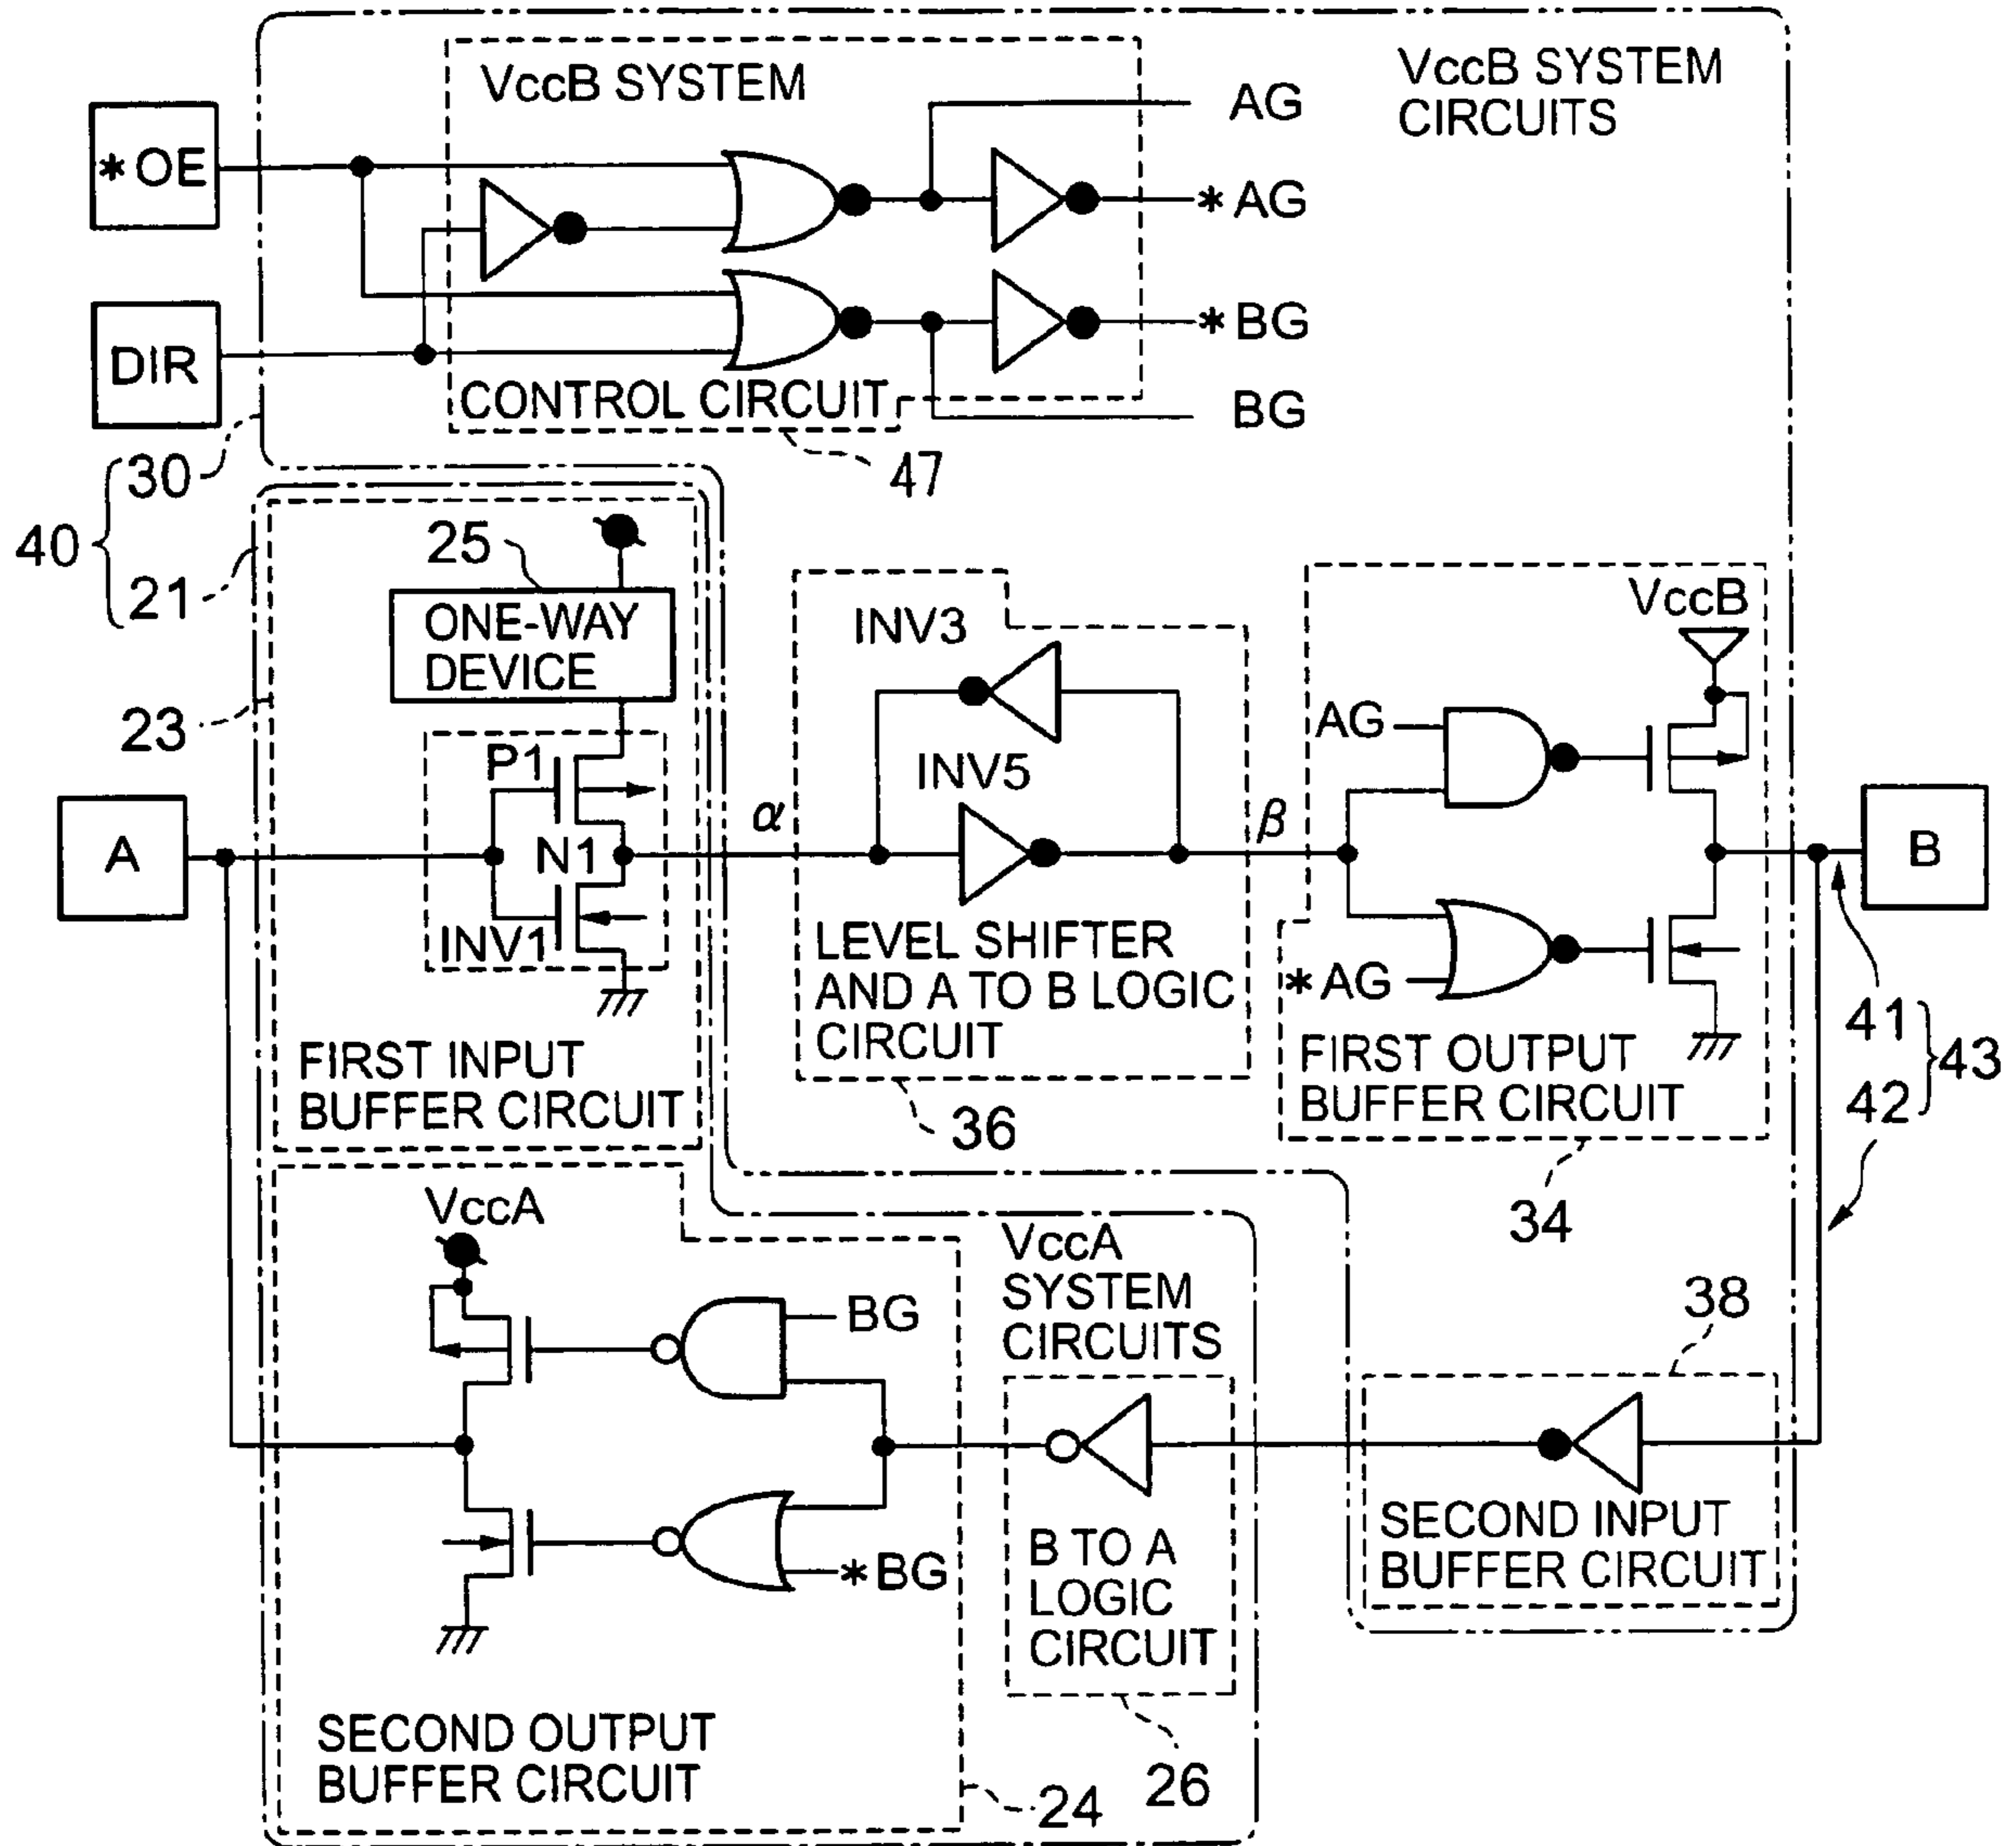 VccB SYSTEM
VccB SYSTEM
CIRCUITS
AG
*OE
*AG
*BG
DIR
CONTROL CIRCUIT
BG
30
47
40
21
25
ONE-WAY
DEVICE
23
VccB
INV3
P1
AG
INV5
α
β
A
N1
B
INV1
LEVEL SHIFTER
AND A TO B LOGIC
CIRCUIT
*AG
41
43
42
FIRST INPUT
BUFFER CIRCUIT
FIRST OUTPUT
BUFFER CIRCUIT
36
34
VccA
VccA
SYSTEM
CIRCUITS
BG
38
SECOND INPUT
BUFFER CIRCUIT
B TO A
LOGIC
CIRCUIT
*BG
SECOND OUTPUT
BUFFER CIRCUIT
26
24